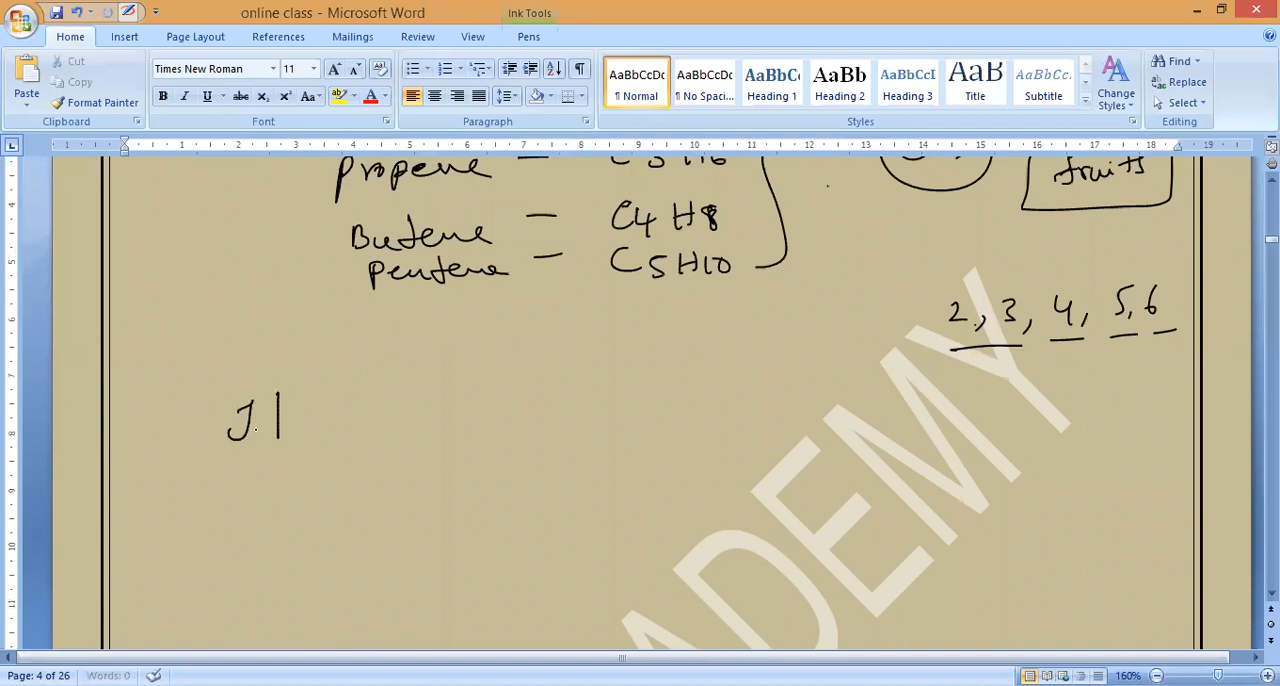 online class - Microsoft Word
Ink Tools
Home Insert Page Layout References Mailings Review View Pens
Paste
Cut
Copy
Format Painter
Clipboard
Times New Roman 11
Font
Paragraph
AaBbCcDc ¶ Normal
AaBbCcDc ¶ No Spaci...
AaBbC Heading 1
AaBb Heading 2
AaBbCcI Heading 3
AaB Title
AaBbCc. Subtitle
Change Styles
Styles
Find
Replace
Select
Editing
propene = C3H6
Butene = C4H8
pentene = C5H10
fruits
2, 3, 4, 5, 6
ADEMY
Page: 4 of 26 Words: 0 160%